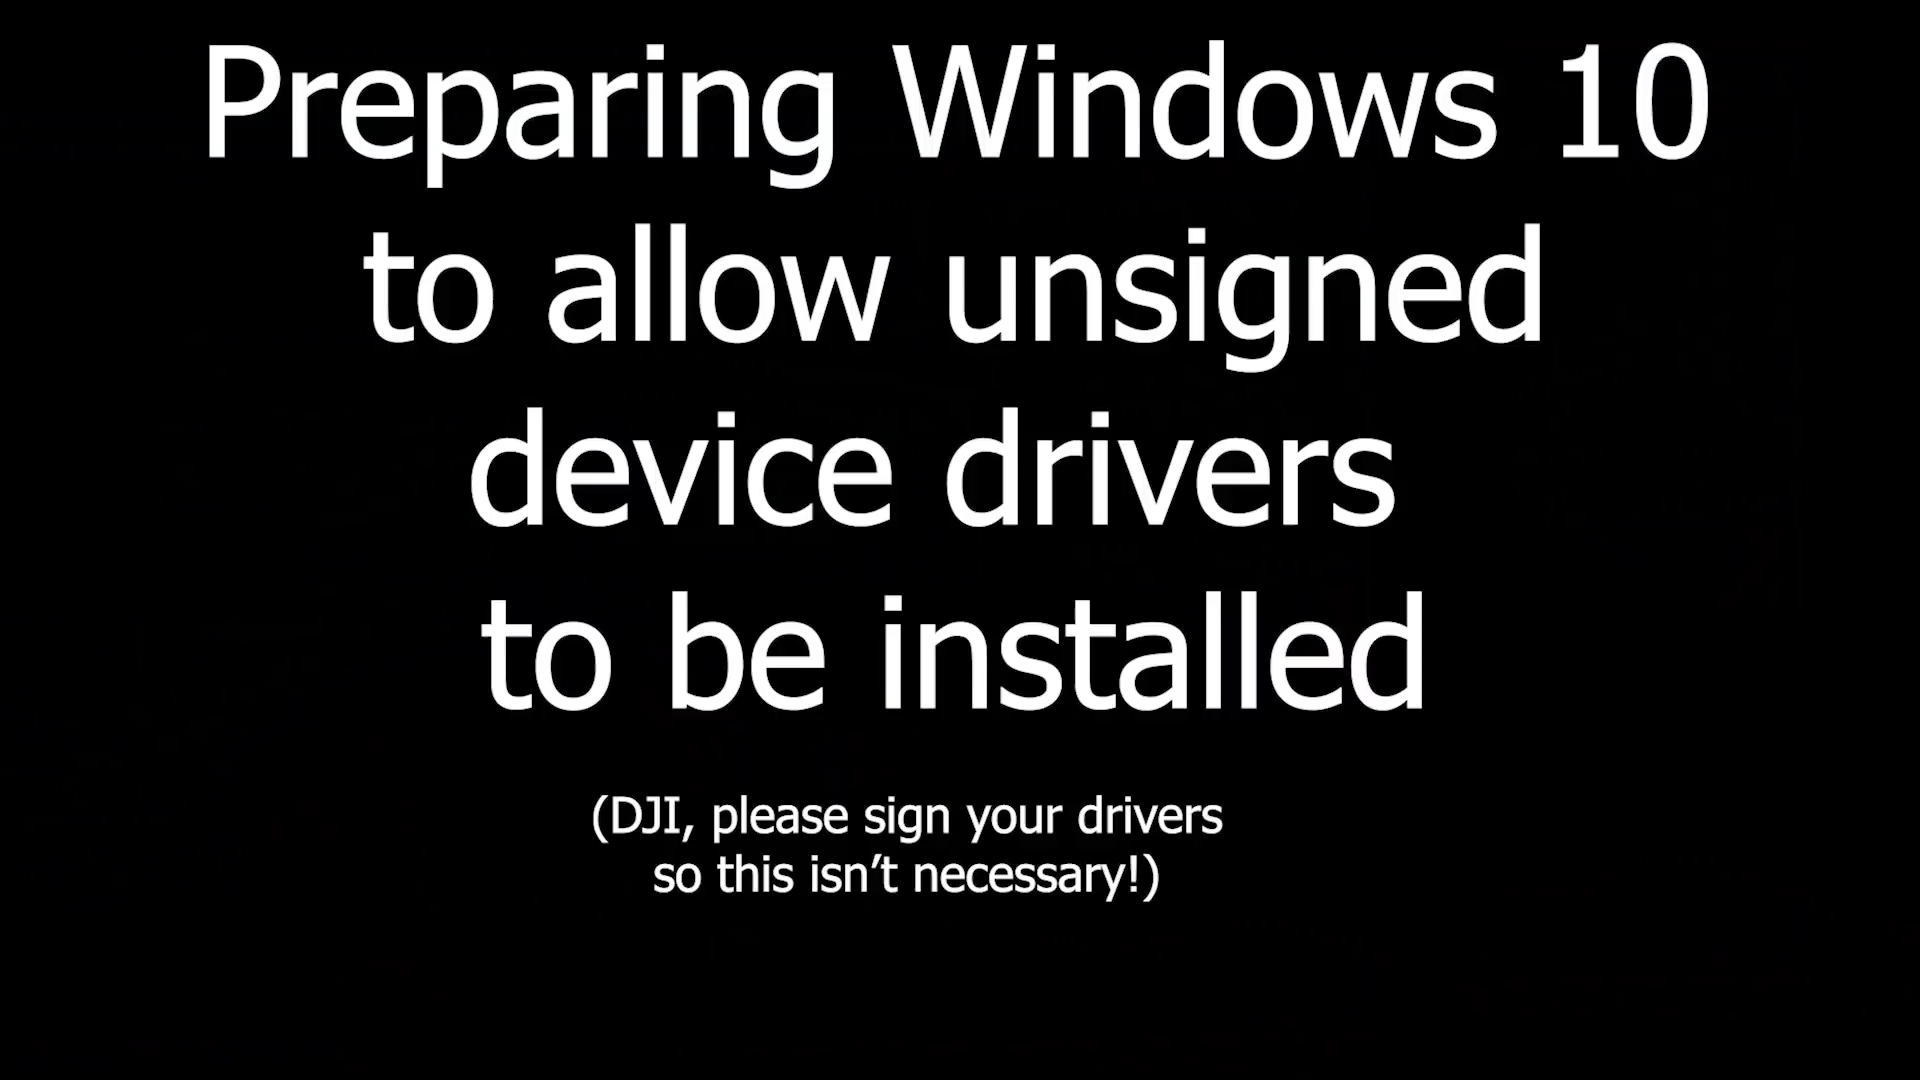 Preparing Windows 10
to allow unsigned
device drivers
to be installed
(DJI, please sign your drivers
so this isn’t necessary!)